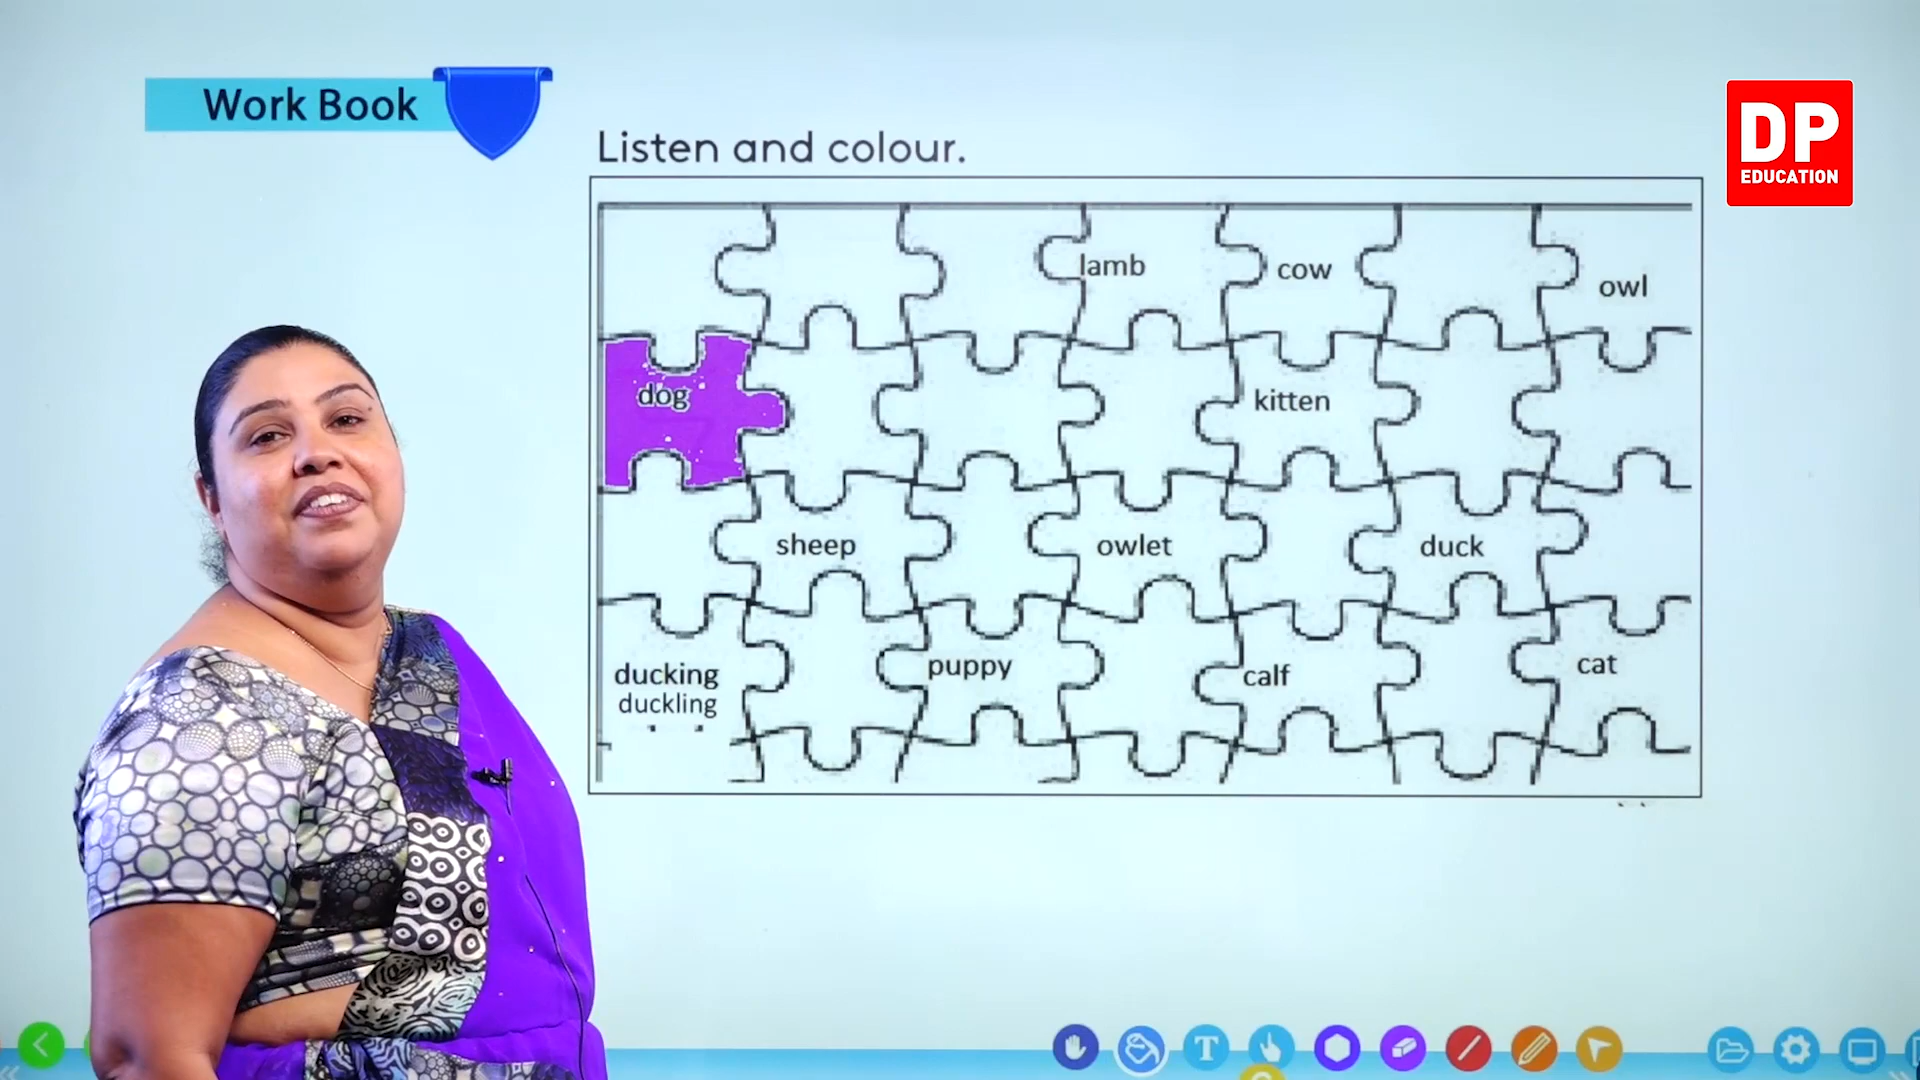 Work Book
DP
EDUCATION
Listen and colour.
lamb
cow
owl
dog
kitten
sheep
owlet
duck
ducking
duckling
puppy
calf
cat
T